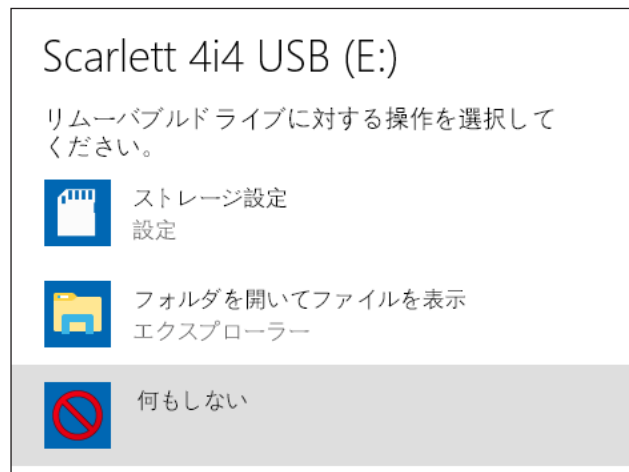 Scarlett 4i4 USB (E:)
リムーバブルドライブに対する操作を選択して
ください。
ストレージ設定
設定
フォルダを開いてファイルを表示
エクスプローラー
何もしない